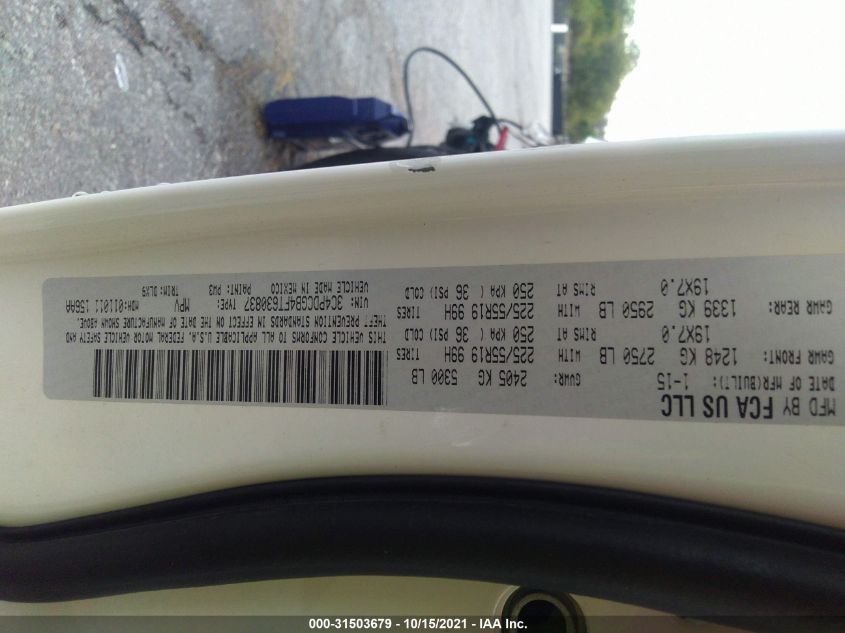 MFD BY FCA US LLC
DATE OF MFR(BUILT): 1-15 GVWR: 2405 KG 5300 LB
GAWR FRONT: 1248 KG 2750 LB WITH 225/55R19 99H TIRES
19X7.0 RIMS AT 250 KPA ( 36 PSI) COLD
GAWR REAR: 1339 KG 2950 LB WITH 225/55R19 99H TIRES
19X7.0 RIMS AT 250 KPA ( 36 PSI) COLD
THIS VEHICLE CONFORMS TO ALL APPLICABLE U.S.A. FEDERAL MOTOR VEHICLE SAFETY AND
THEFT PREVENTION STANDARDS IN EFFECT ON THE DATE OF MANUFACTURE SHOWN ABOVE.
VIN: 3C4PDCGB4FT630837 TYPE: MPV MDH:011011 156AA
VEHICLE MADE IN MEXICO PAINT: PW3 TRIM: DLX9
000-31503679 - 10/15/2021 - IAA Inc.